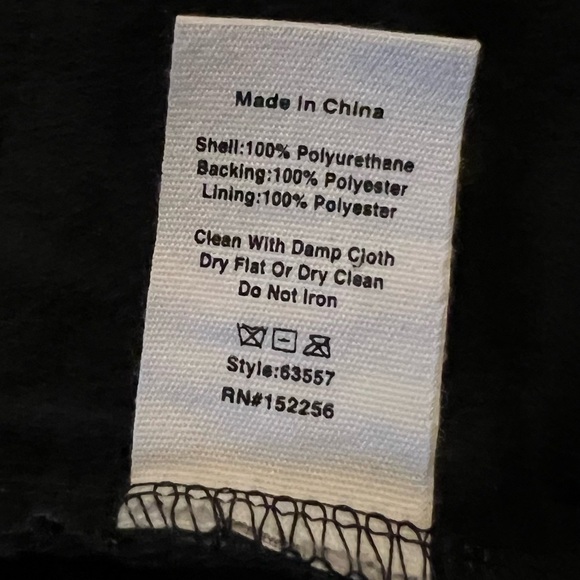 Made In China
Shell:100% Polyurethane
Backing:100% Polyester
Lining:100% Polyester
Clean With Damp Cloth
Dry Flat Or Dry Clean
Do Not Iron
Style:63557
RN#152256